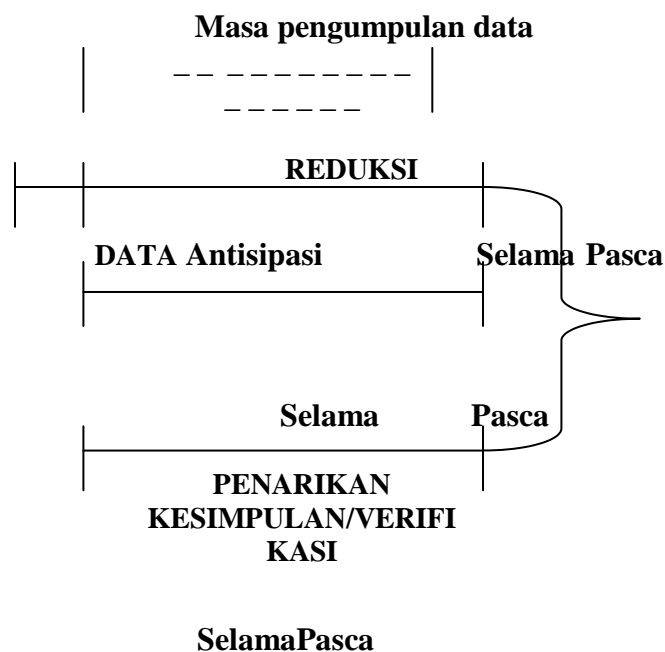 Masa pengumpulan data
REDUKSI
DATA Antisipasi Selama Pasca
Selama Pasca
PENARIKAN
KESIMPULAN/VERIFI
KASI
SelamaPasca